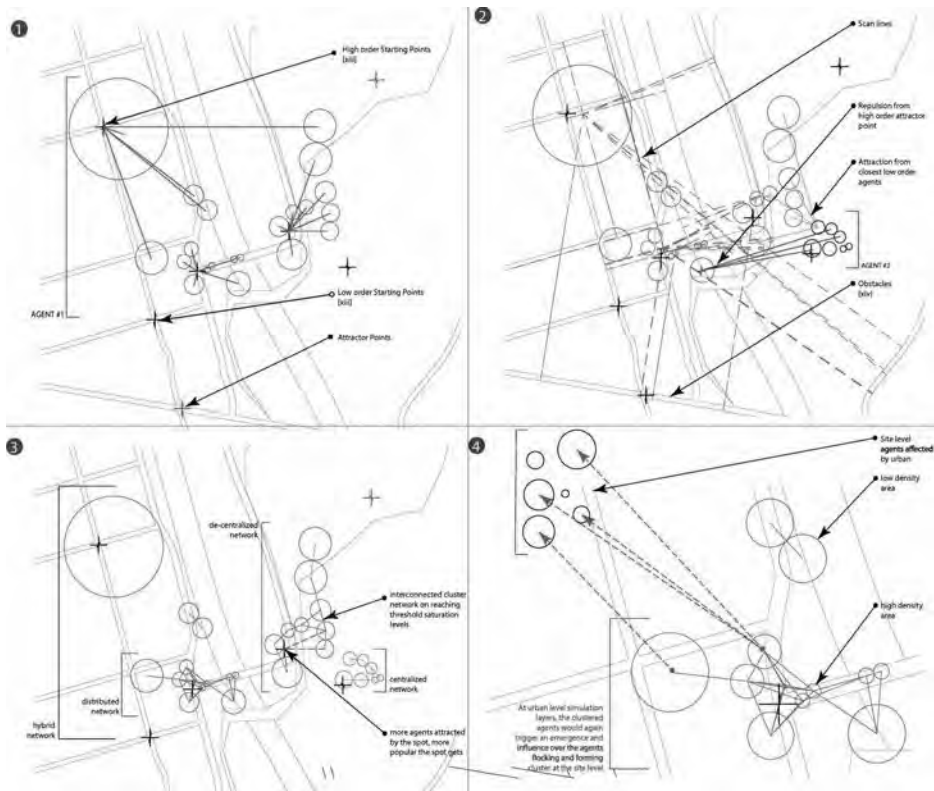 1
High order Starting Points
[xiii]
AGENT #1
Low order Starting Points
[xiii]
Attractor Points
2
Scan lines
Repulsion from
high order attractor
point
Attraction from
closest low order
agents
AGENT #2
Obstacles
[xiv]
3
de-centralized
network
interconnected cluster
network on reaching
threshold saturation
levels
centralized
network
distributed
network
hybrid
network
more agents attracted
by the spot, more
popular the spot gets
4
Site level
agents affected
by urban
low density
area
high density
area
At urban level simulation
layers, the clustered
agents would again
trigger an emergence and
influence over the agents
flocking and forming
cluster at the site level